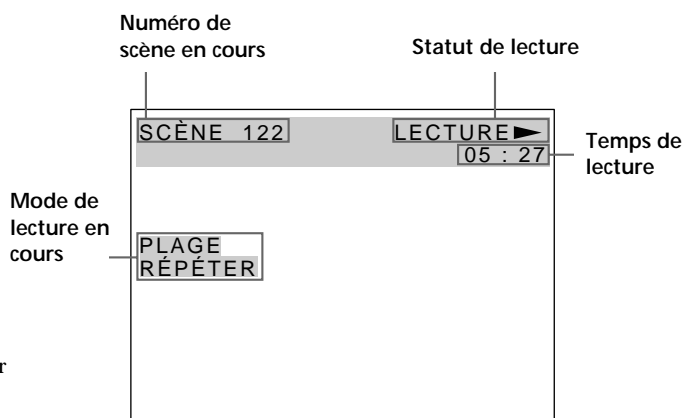 Numéro de
scène en cours
Statut de lecture
SCÈNE 122
LECTURE
05 : 27
Temps de
lecture
Mode de
lecture en
cours
PLAGE
RÉPÉTER
r